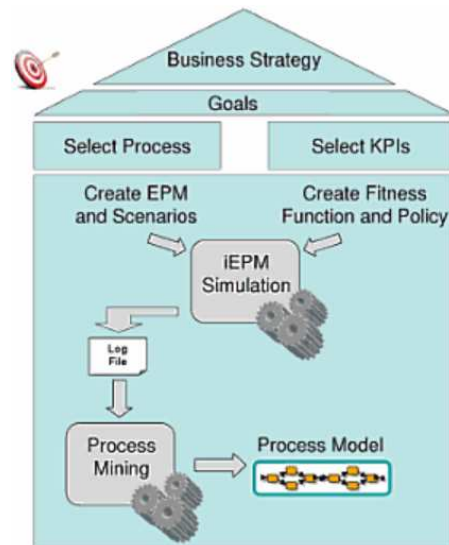 Business Strategy
Goals
Select Process
Select KPIs
Create EPM
and Scenarios
Create Fitness
Function and Policy
iEPM
Simulation
Log
File
Process
Mining
Process Model